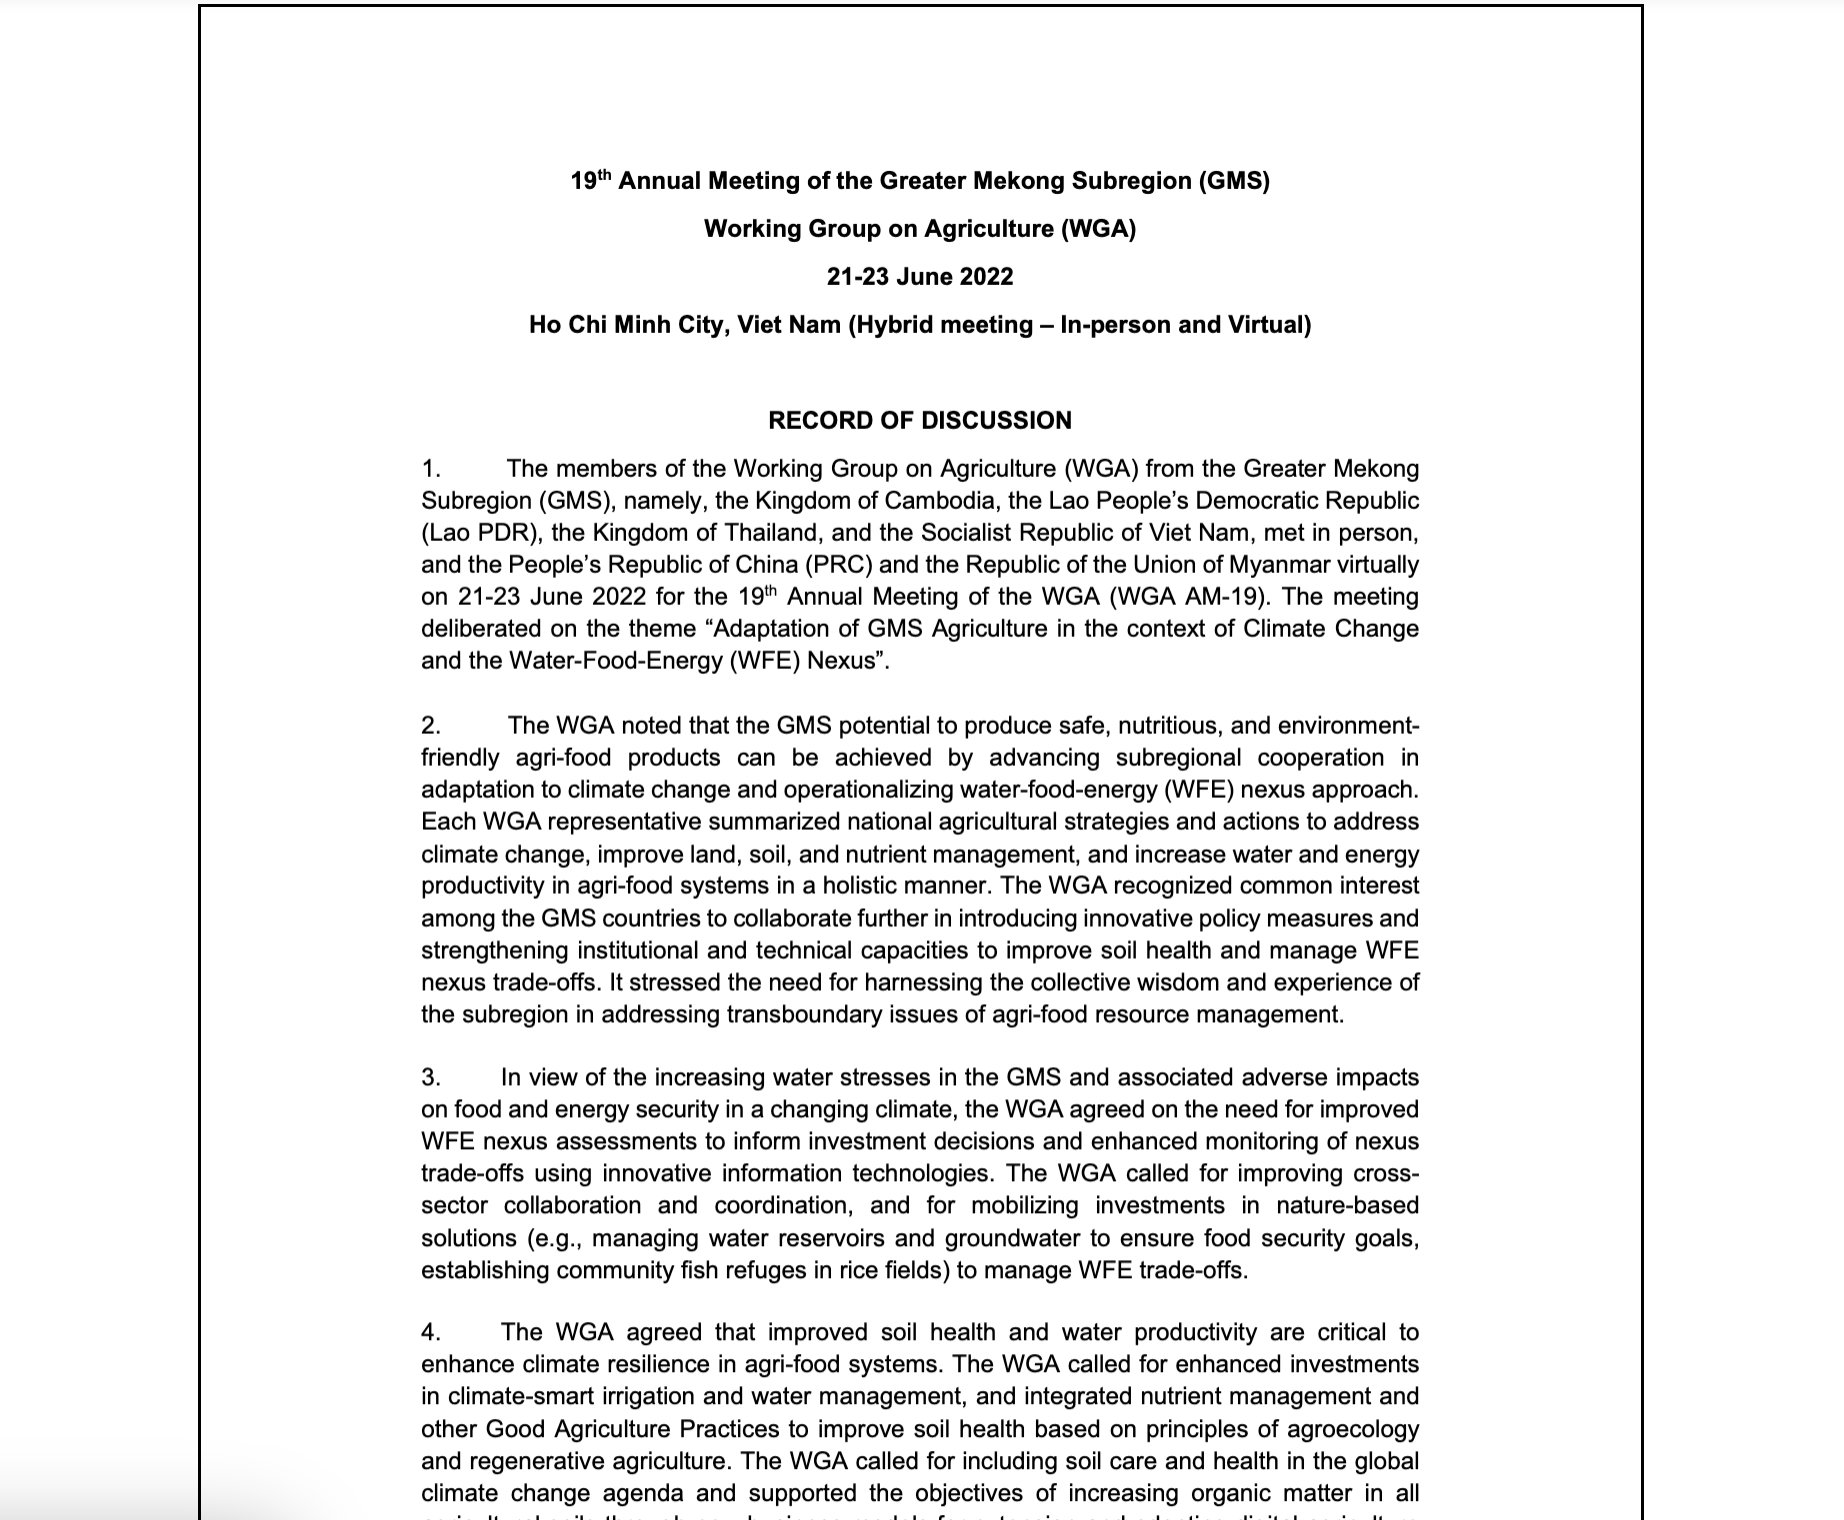 19th Annual Meeting of the Greater Mekong Subregion (GMS)
Working Group on Agriculture (WGA)
21-23 June 2022
Ho Chi Minh City, Viet Nam (Hybrid meeting – In-person and Virtual)
RECORD OF DISCUSSION
1. The members of the Working Group on Agriculture (WGA) from the Greater Mekong
Subregion (GMS), namely, the Kingdom of Cambodia, the Lao People’s Democratic Republic
(Lao PDR), the Kingdom of Thailand, and the Socialist Republic of Viet Nam, met in person,
and the People’s Republic of China (PRC) and the Republic of the Union of Myanmar virtually
on 21-23 June 2022 for the 19th Annual Meeting of the WGA (WGA AM-19). The meeting
deliberated on the theme “Adaptation of GMS Agriculture in the context of Climate Change
and the Water-Food-Energy (WFE) Nexus”.
2. The WGA noted that the GMS potential to produce safe, nutritious, and environment-
friendly agri-food products can be achieved by advancing subregional cooperation in
adaptation to climate change and operationalizing water-food-energy (WFE) nexus approach.
Each WGA representative summarized national agricultural strategies and actions to address
climate change, improve land, soil, and nutrient management, and increase water and energy
productivity in agri-food systems in a holistic manner. The WGA recognized common interest
among the GMS countries to collaborate further in introducing innovative policy measures and
strengthening institutional and technical capacities to improve soil health and manage WFE
nexus trade-offs. It stressed the need for harnessing the collective wisdom and experience of
the subregion in addressing transboundary issues of agri-food resource management.
3. In view of the increasing water stresses in the GMS and associated adverse impacts
on food and energy security in a changing climate, the WGA agreed on the need for improved
WFE nexus assessments to inform investment decisions and enhanced monitoring of nexus
trade-offs using innovative information technologies. The WGA called for improving cross-
sector collaboration and coordination, and for mobilizing investments in nature-based
solutions (e.g., managing water reservoirs and groundwater to ensure food security goals,
establishing community fish refuges in rice fields) to manage WFE trade-offs.
4. The WGA agreed that improved soil health and water productivity are critical to
enhance climate resilience in agri-food systems. The WGA called for enhanced investments
in climate-smart irrigation and water management, and integrated nutrient management and
other Good Agriculture Practices to improve soil health based on principles of agroecology
and regenerative agriculture. The WGA called for including soil care and health in the global
climate change agenda and supported the objectives of increasing organic matter in all